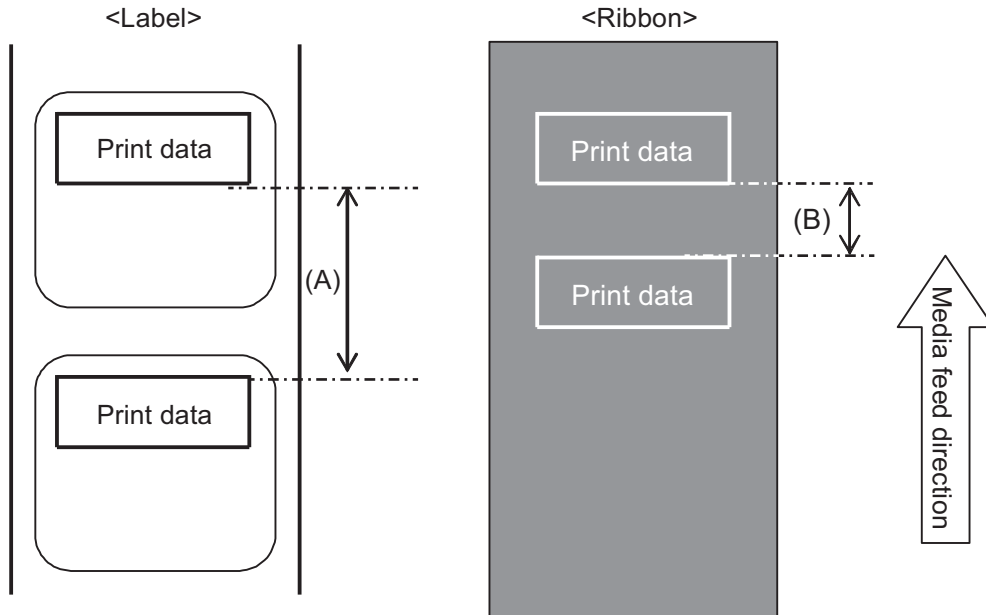 <Label>
<Ribbon>
Print data
Print data
(B)
(A)
Print data
Print data
Media feed direction